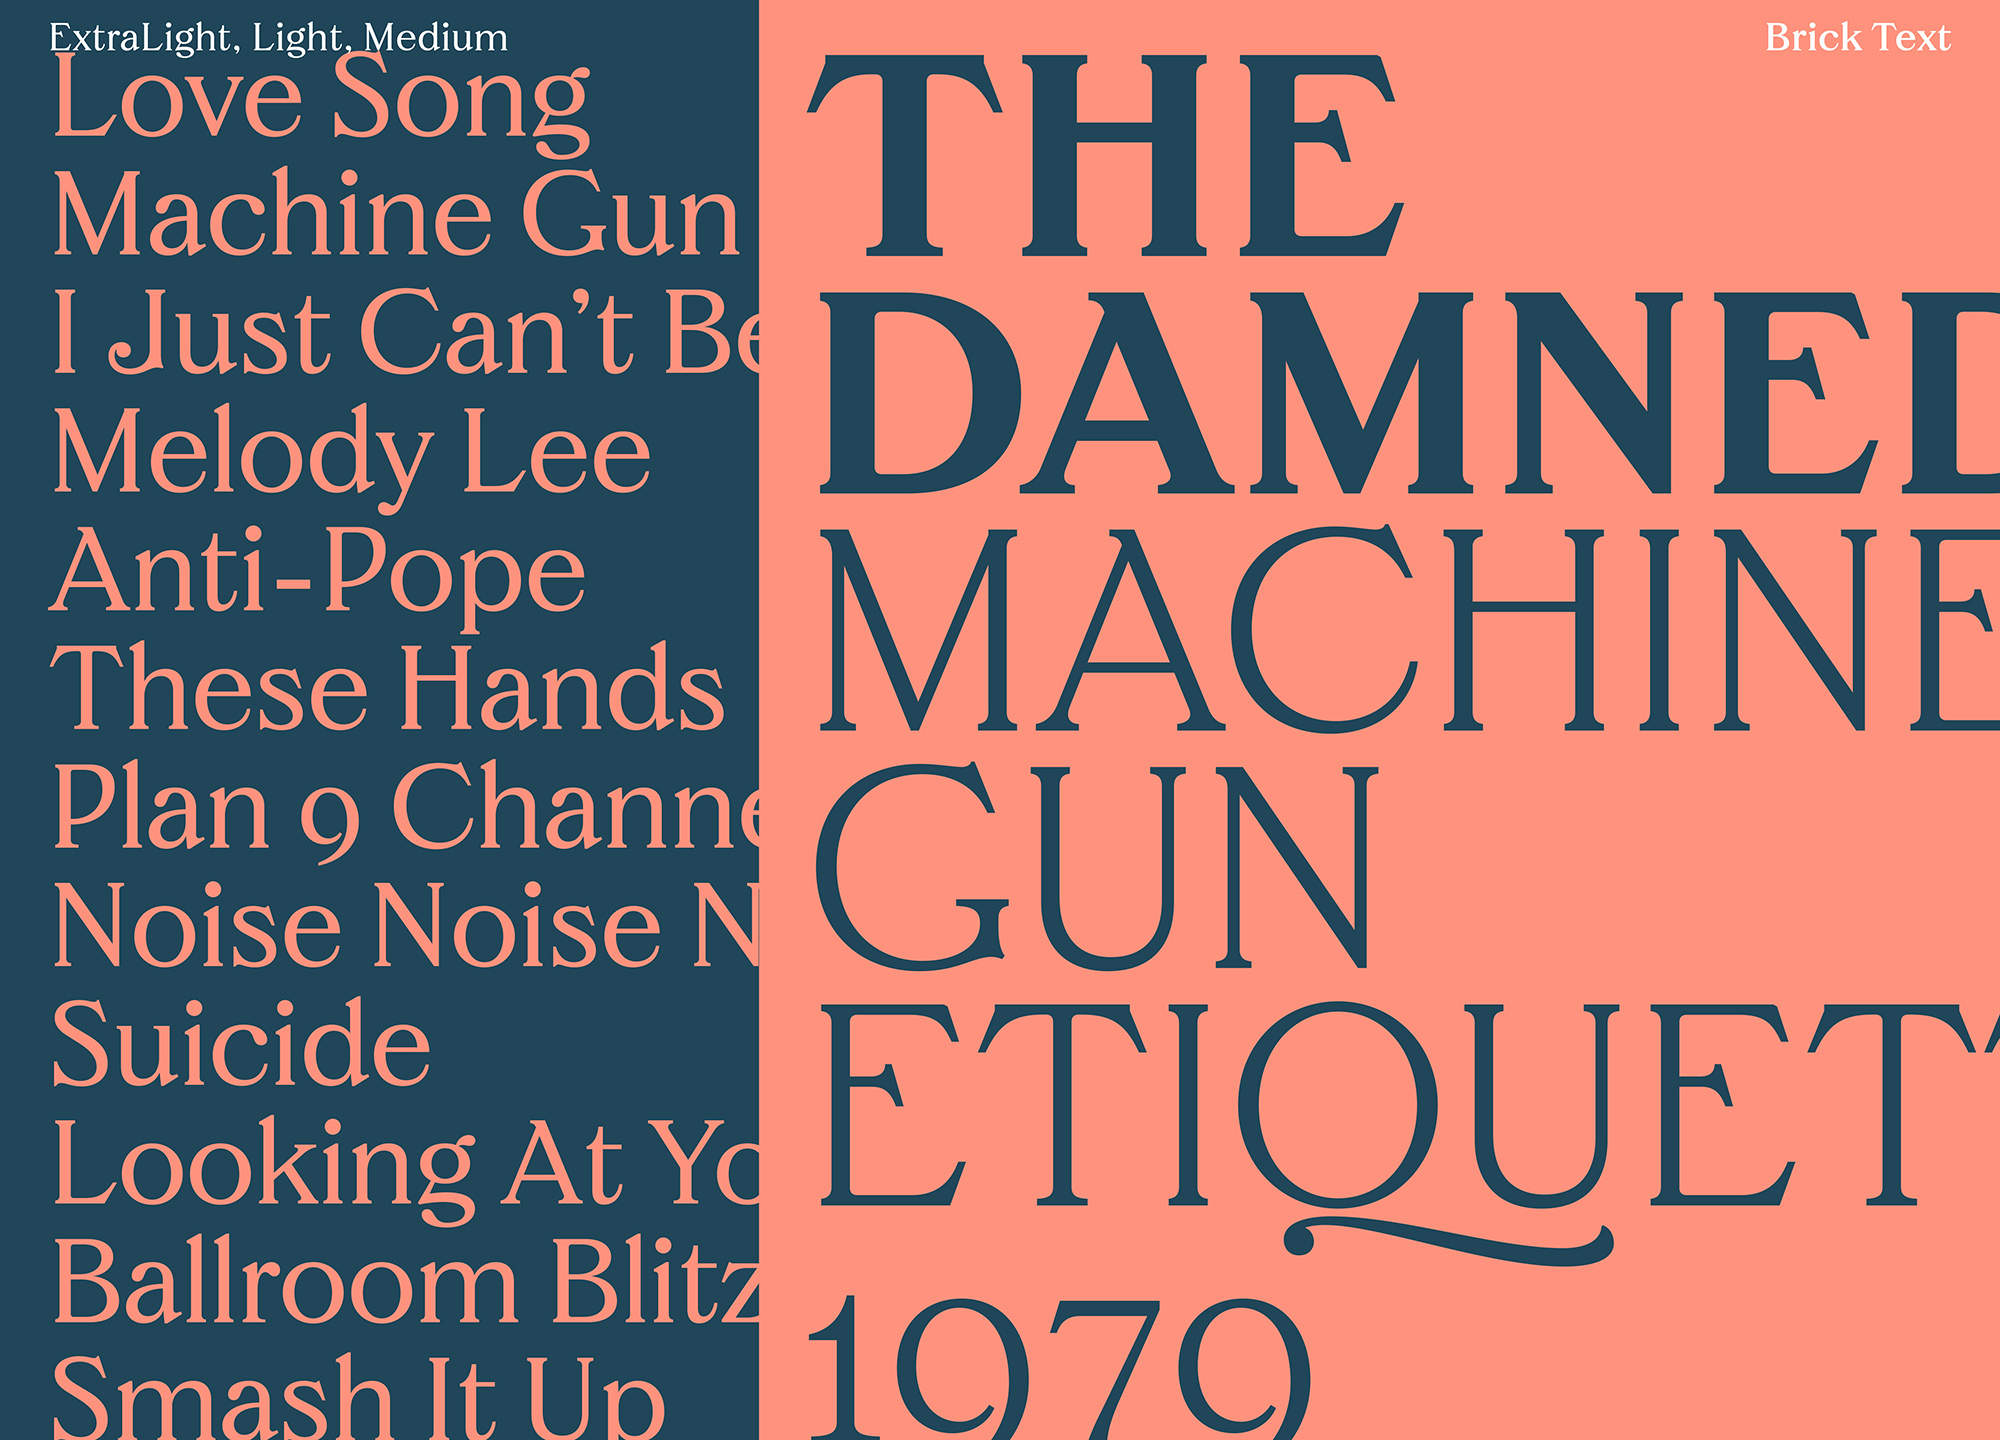 ExtraLight, Light, Medium
Love Song
Machine Gun
I Just Can’t Be
Melody Lee
Anti-Pope
These Hands
Plan 9 Channe
Noise Noise N
Suicide
Looking At Yo
Ballroom Blitz
Smash It Up
Brick Text
THE
DAMNED
MACHINE
GUN
ETIQUETT
1979